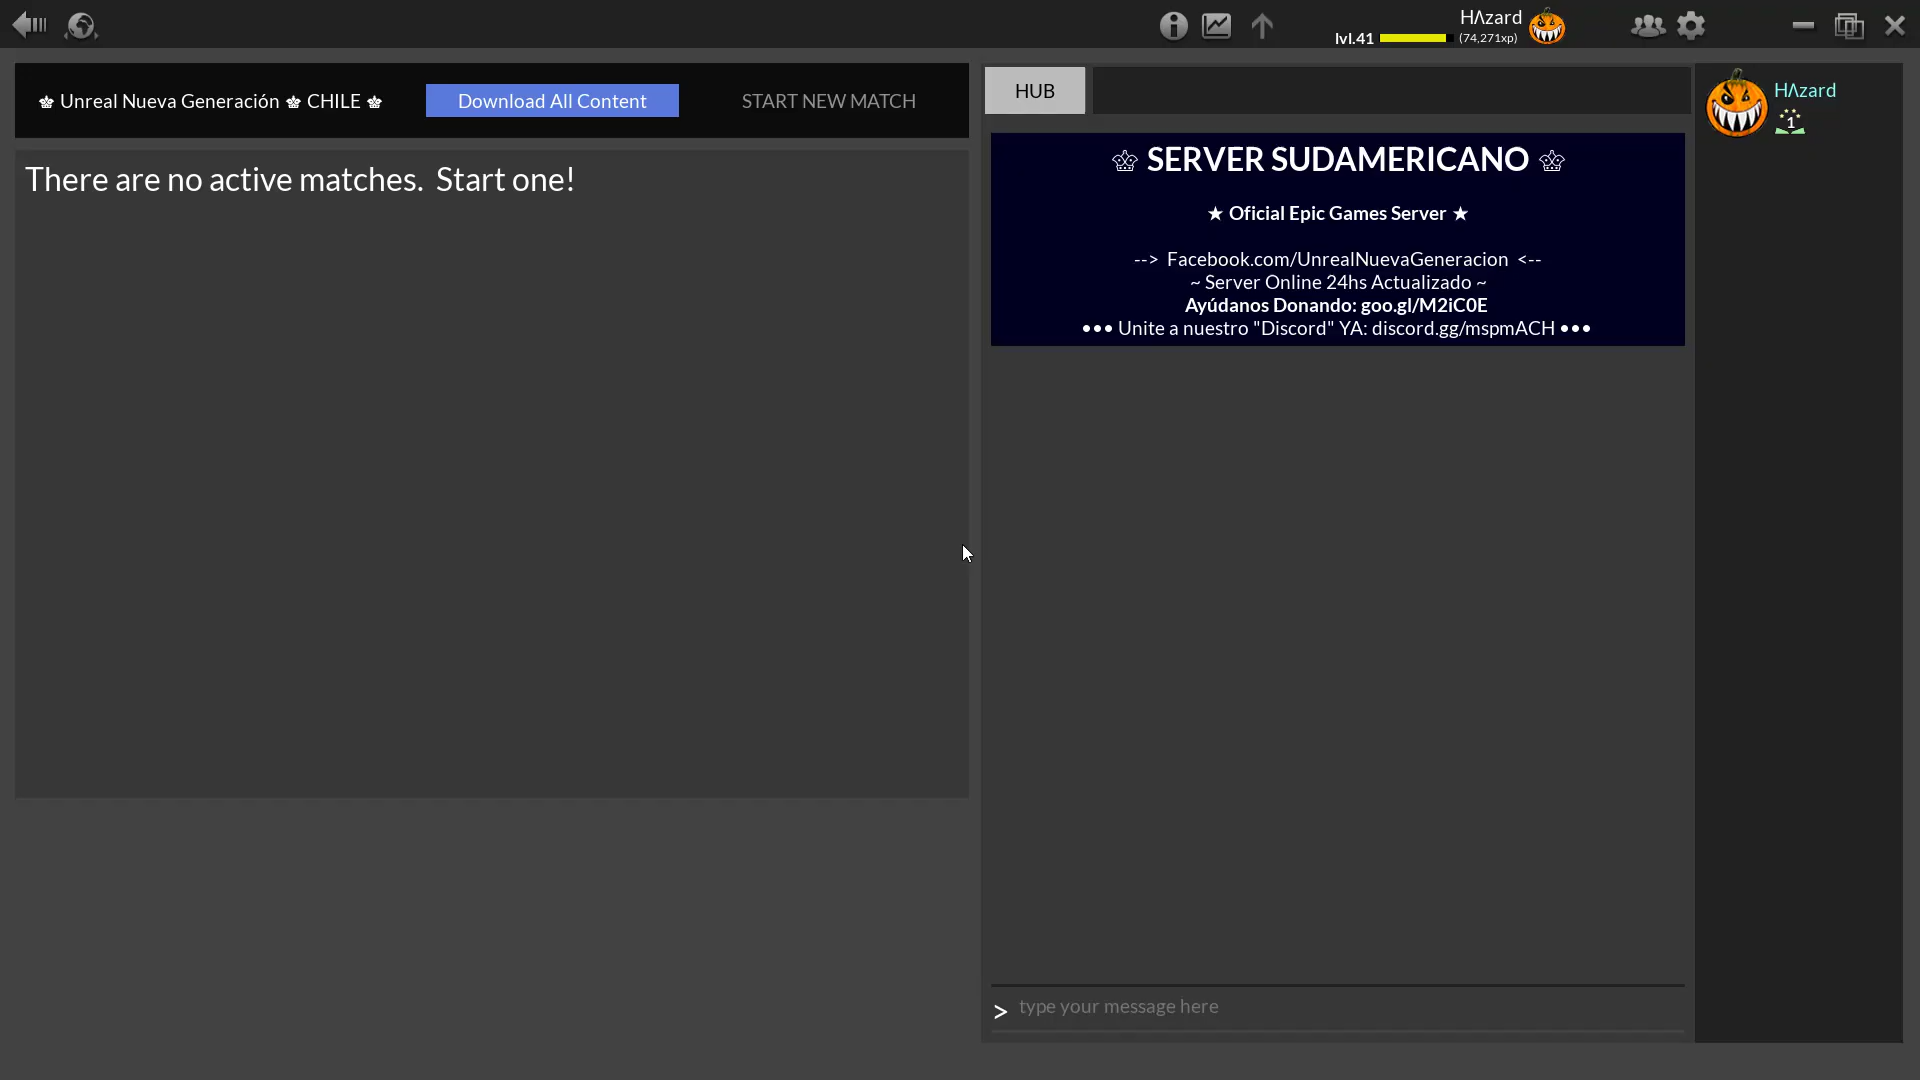 HΛzard
lvl.41 (74,271xp)
❀ Unreal Nueva Generación ❀ CHILE ❀
Download All Content
START NEW MATCH
There are no active matches.  Start one!
HUB
♔ SERVER SUDAMERICANO ♔
★ Oficial Epic Games Server ★
-->  Facebook.com/UnrealNuevaGeneracion  <--
~ Server Online 24hs Actualizado ~
Ayúdanos Donando: goo.gl/M2iC0E
••• Unite a nuestro "Discord" YA: discord.gg/mspmACH •••
> type your message here
HΛzard
1